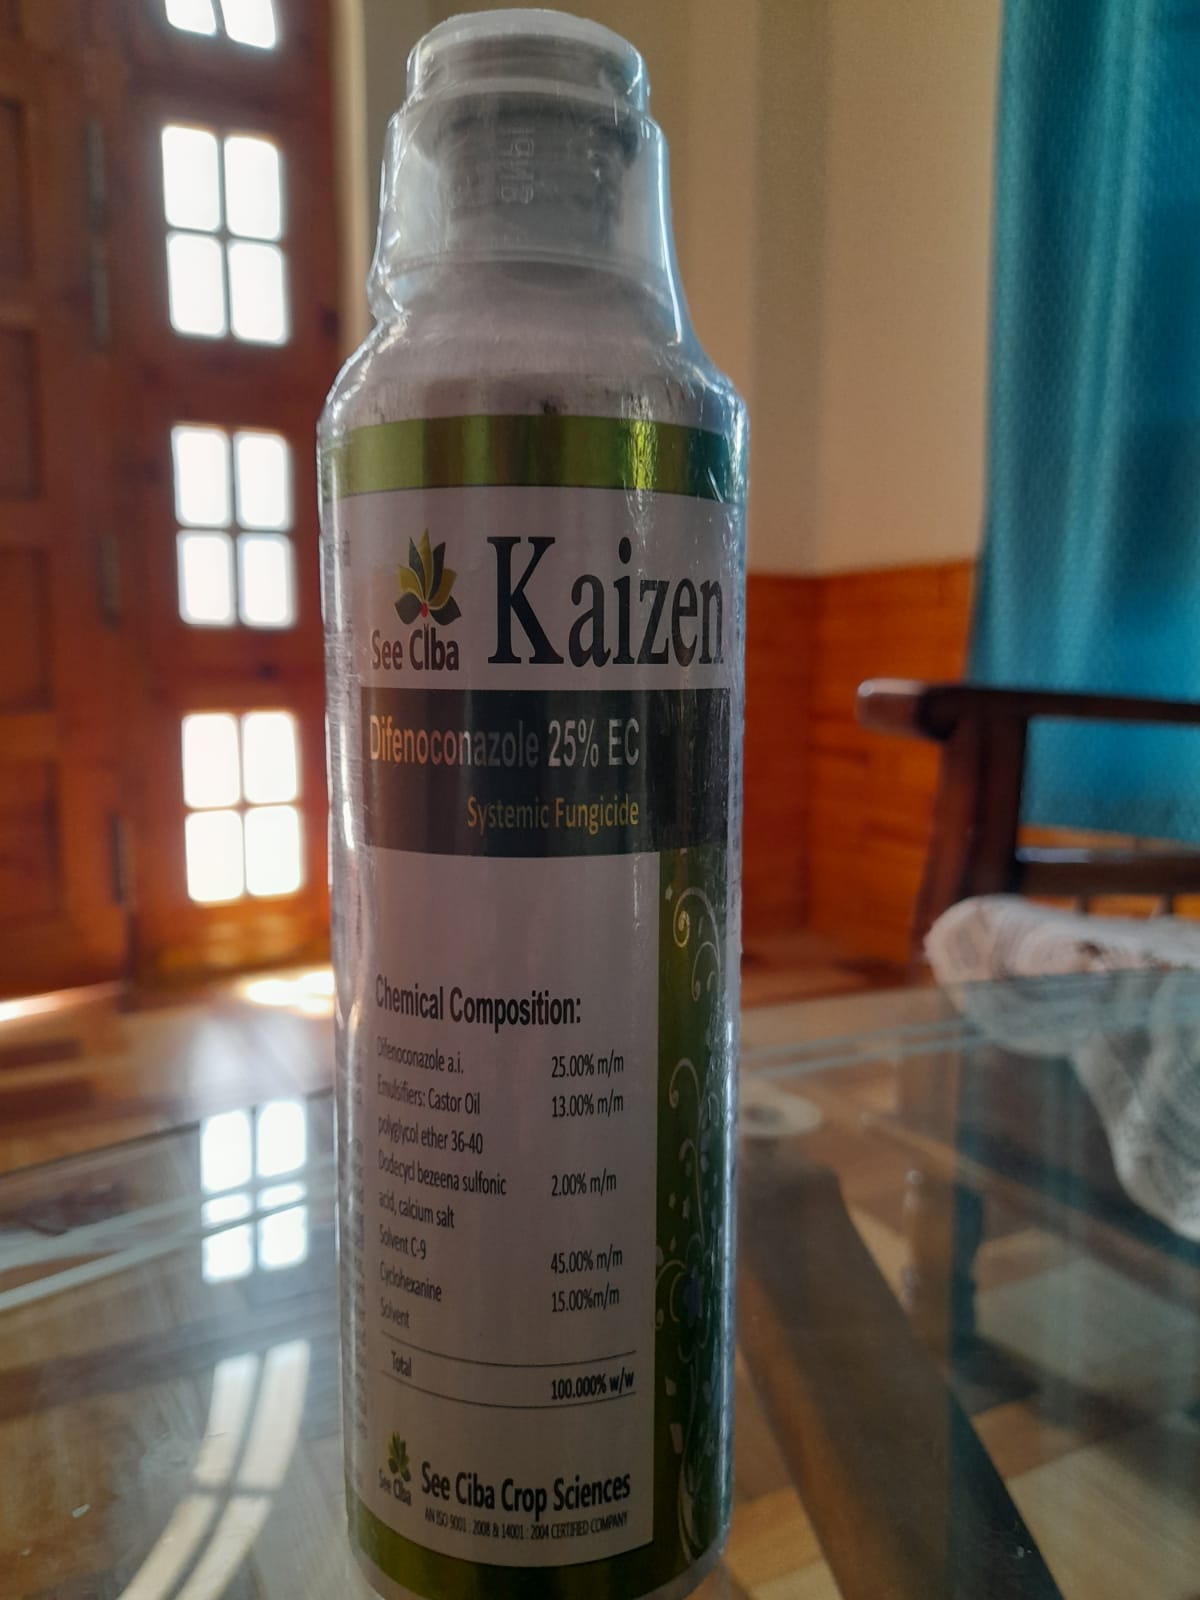 See Ciba
Kaizen
Difenoconazole 25% EC
Systemic Fungicide
Chemical Composition:
Difenoconazole a.i. 25.00% m/m
Emulsifiers: Castor Oil 13.00% m/m
polyglycol ether 36-40
Dodecycl bezeena sulfonic 2.00% m/m
acid, calcium salt
Solvent C-9 45.00% m/m
Cyclohexanine 15.00%m/m
Solvent
Total 100.000% w/w
See Ciba
See Ciba Crop Sciences
AN ISO 9001 : 2008 & 14001 : 2004 CERTIFIED COMPANY